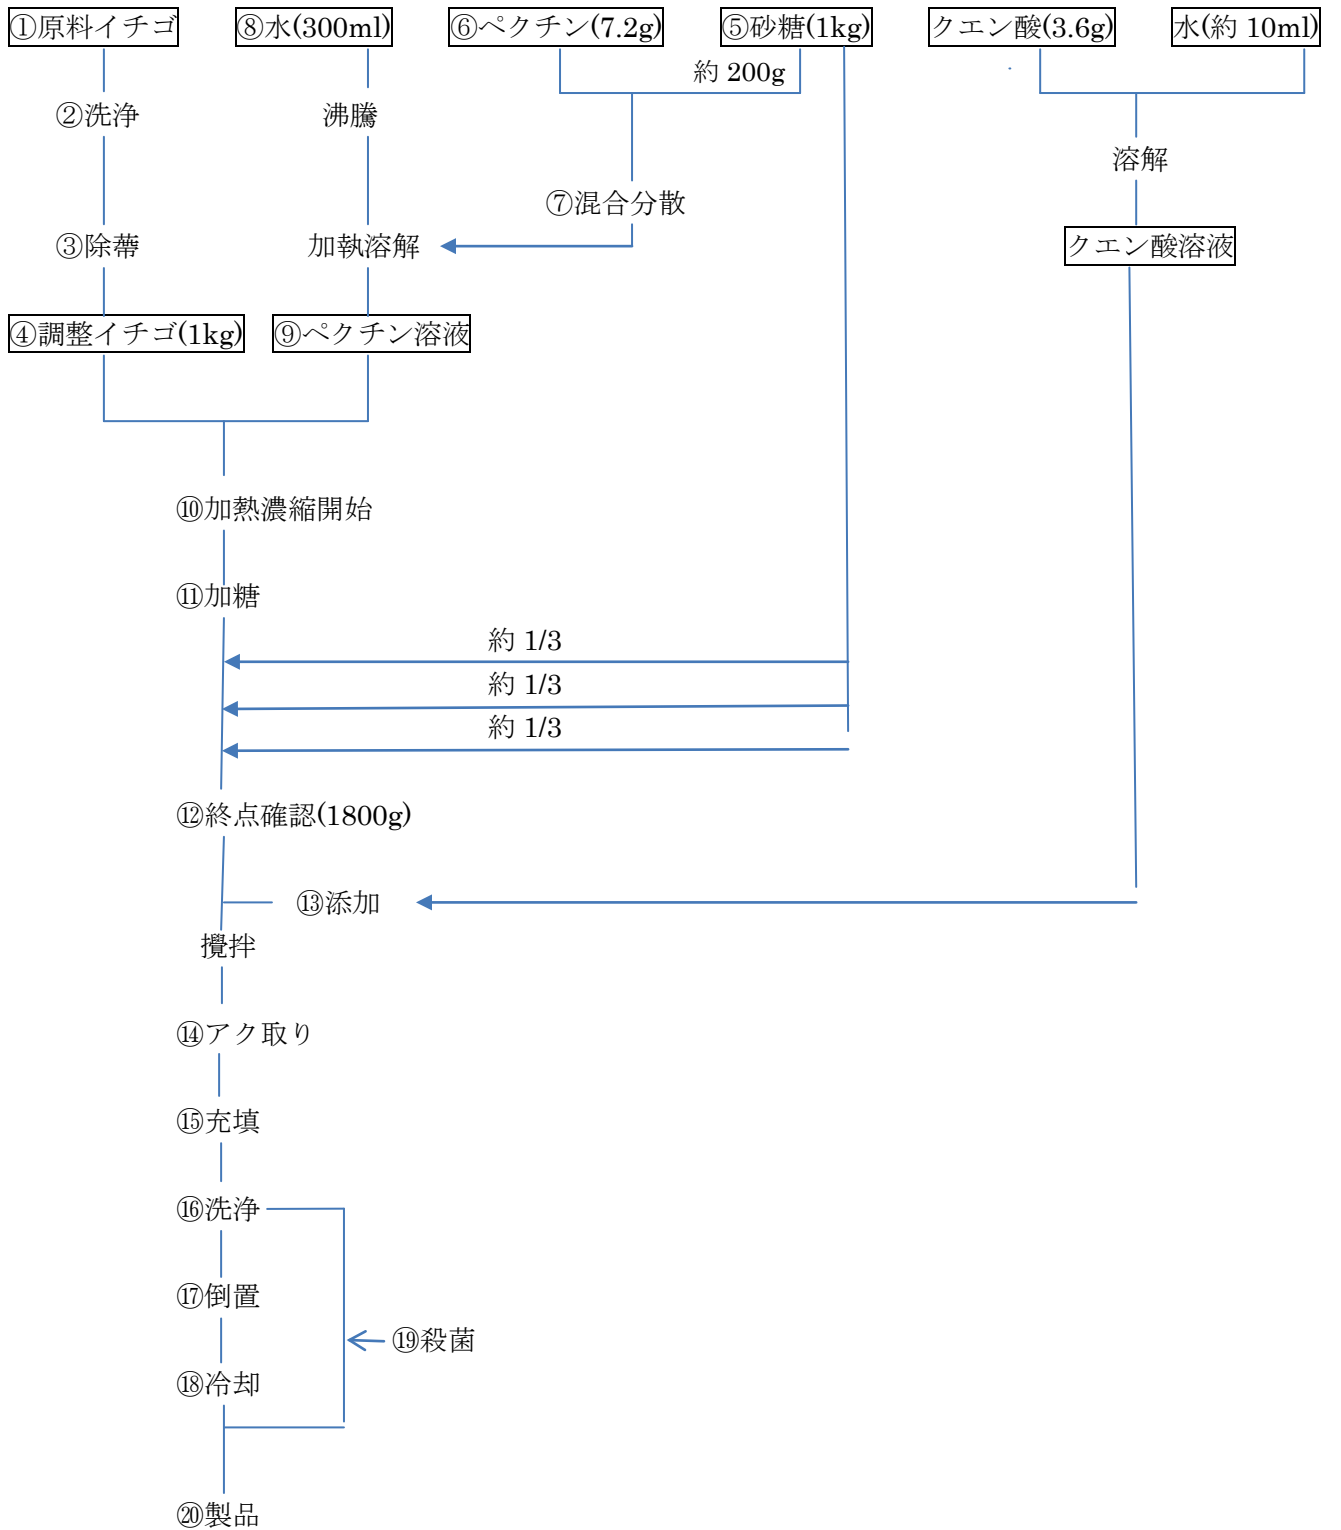 ①原料イチゴ
⑧水(300ml)
⑥ペクチン(7.2g)
⑤砂糖(1kg)
クエン酸(3.6g)
水(約 10ml)
約 200g
②洗浄
沸騰
溶解
⑦混合分散
③除蔕
加執溶解
クエン酸溶液
④調整イチゴ(1kg)
⑨ペクチン溶液
⑩加熱濃縮開始
⑪加糖
約 1/3
約 1/3
約 1/3
⑫終点確認(1800g)
⑬添加
攪拌
⑭アク取り
⑮充填
⑯洗浄
⑰倒置
⑲殺菌
⑱冷却
⑳製品